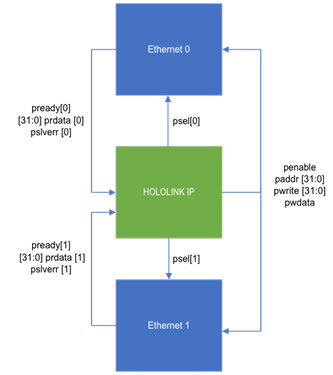 Ethernet 0
pready[0]
[31:0] prdata [0]
pslverr [0]
psel[0]
penable
paddr [31:0]
pwrite [31:0]
pwdata
HOLOLINK IP
pready[1]
[31:0] prdata [1]
pslverr [1]
psel[1]
Ethernet 1